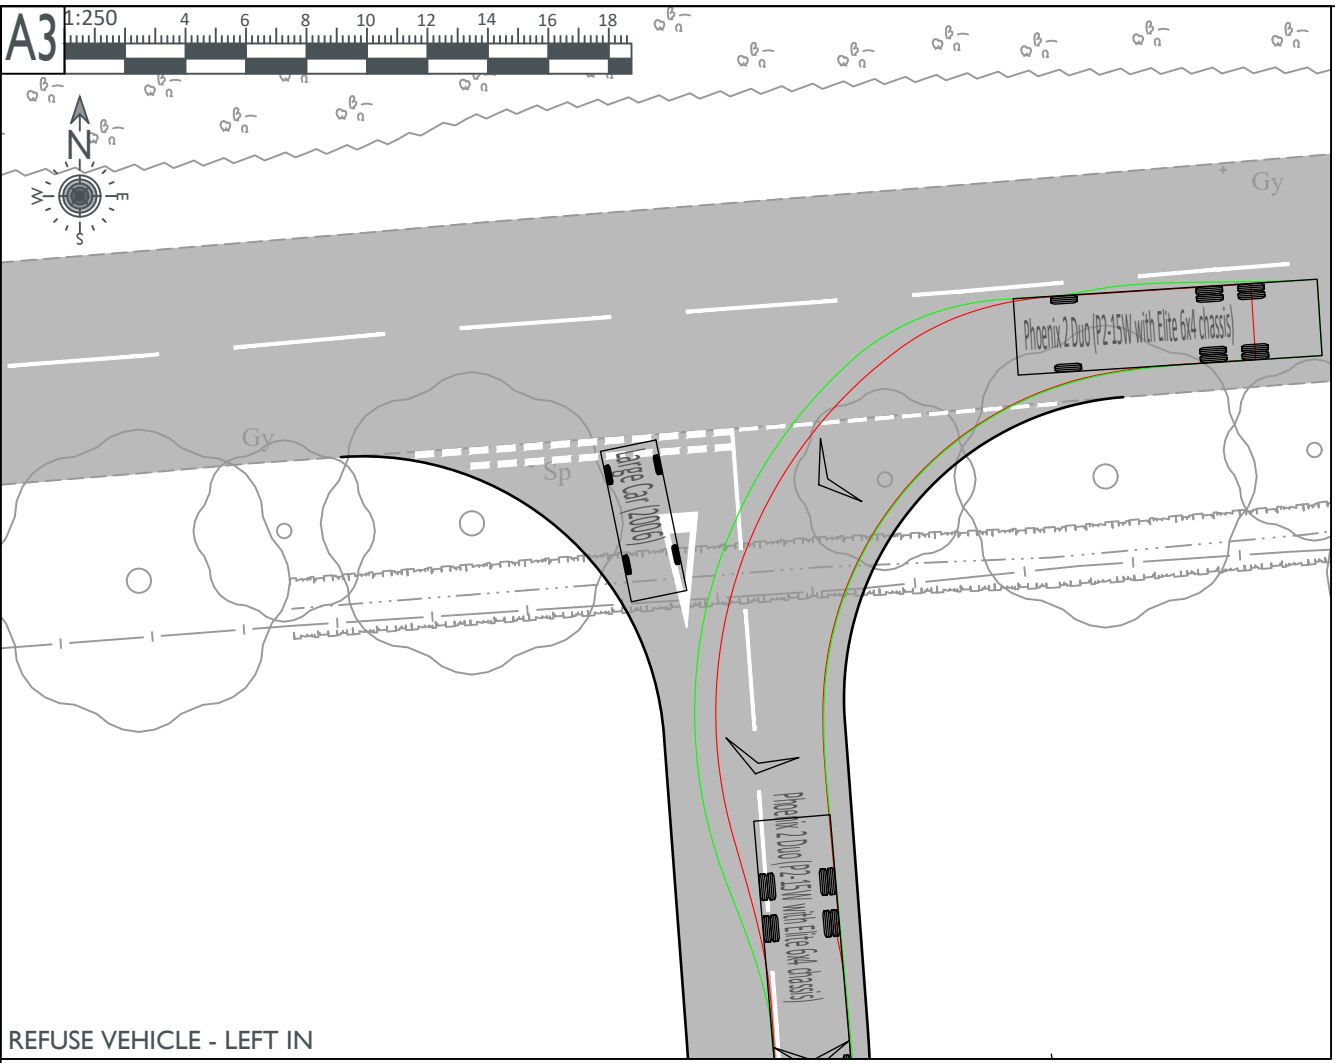 A3
1:250
4 6 8 10 12 14 16 18
N
W
E
S
Gy
Phoenix 2 Duo (P2-15W with Elite 6x4 chassis)
Gy
Sp
Large Car (2006)
Phoenix 2 Duo (P2-15W with Elite 6x4 chassis)
REFUSE VEHICLE - LEFT IN